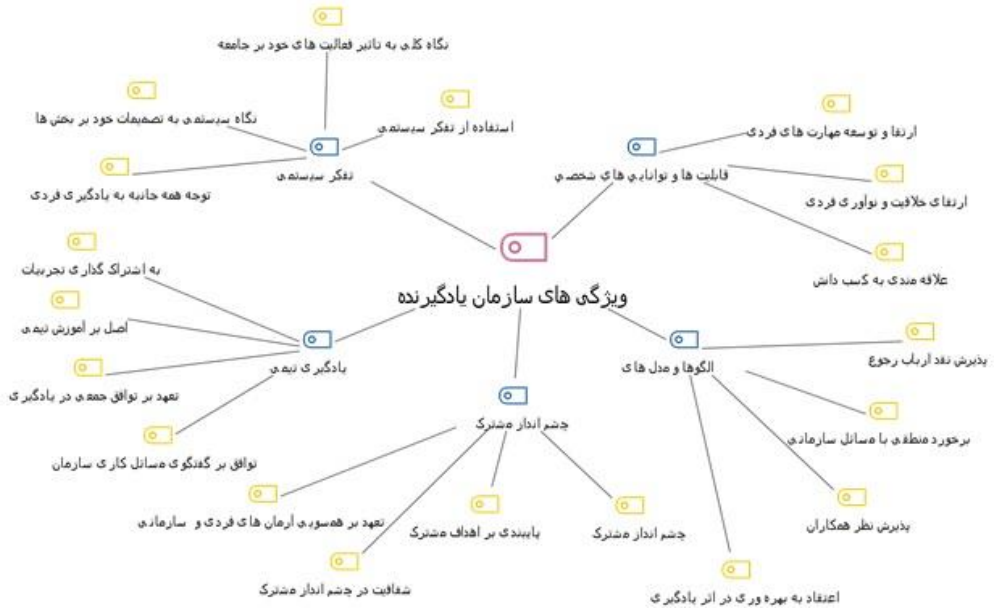 نگاه کلی به تاثیر فعالیت های خود بر جامعه
نگاه سیستمی به تصمیمات خود بر بخش ها
استفاده از تفکر سیستمی
تفکر سیستمی
توجه همه جانبه به یادگیری فردی
ارتقا و توسعه مهارت های فردی
قابلیت ها و توانایی های شخصی
ارتقای خلاقیت و نوآوری فردی
علاقه مندی به کسب دانش
ویژگی های سازمان یادگیرنده
به اشتراک گذاری تجربیات
اصل بر آموزش تیمی
یادگیری تیمی
تعهد بر توافق جمعی در یادگیری
توافق بر گفتگوی مسائل کاری سازمان
پذیرش نقد ارباب رجوع
الگوها و مدل های
برخورد منطقی با مسائل سازمانی
پذیرش نظر همکاران
اعتقاد به بهره وری در اثر یادگیری
چشم انداز مشترک
تعهد بر همسویی آرمان های فردی و سازمانی
پایبندی بر اهداف مشترک
چشم انداز مشترک
شفافیت در چشم انداز مشترک